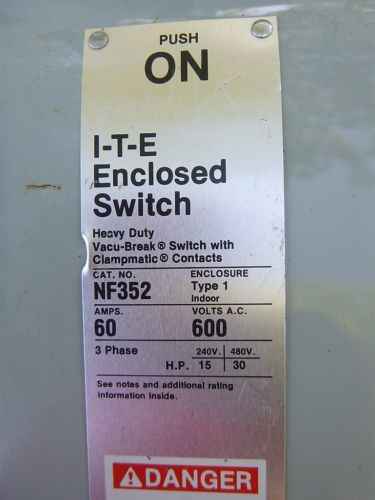 PUSH
ON
I-T-E
Enclosed
Switch
Heavy Duty
Vacu-Break® Switch with
Clampmatic® Contacts
CAT. NO. ENCLOSURE
NF352 Type 1
Indoor
AMPS. VOLTS A.C.
60 600
3 Phase 240V. 480V.
H.P. 15 30
See notes and additional rating
information inside.
DANGER